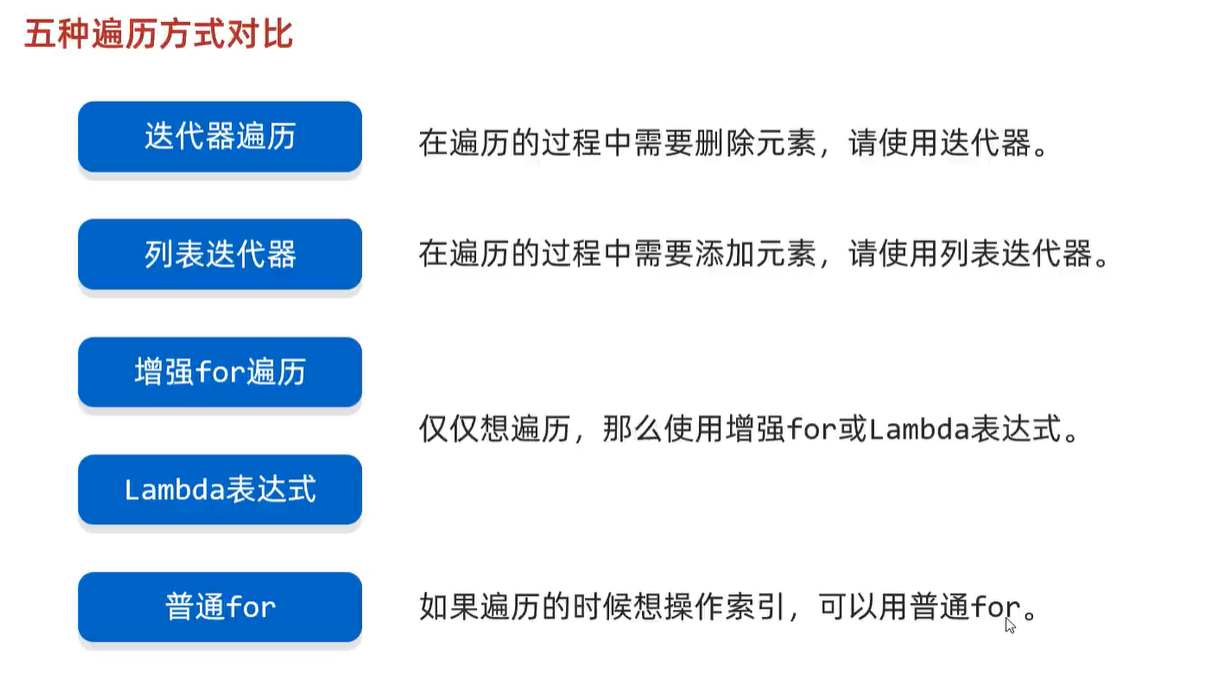 五种遍历方式对比
迭代器遍历
在遍历的过程中需要删除元素，请使用迭代器。
列表迭代器
在遍历的过程中需要添加元素，请使用列表迭代器。
增强for遍历
仅仅想遍历，那么使用增强for或Lambda表达式。
Lambda表达式
普通for
如果遍历的时候想操作索引，可以用普通for。